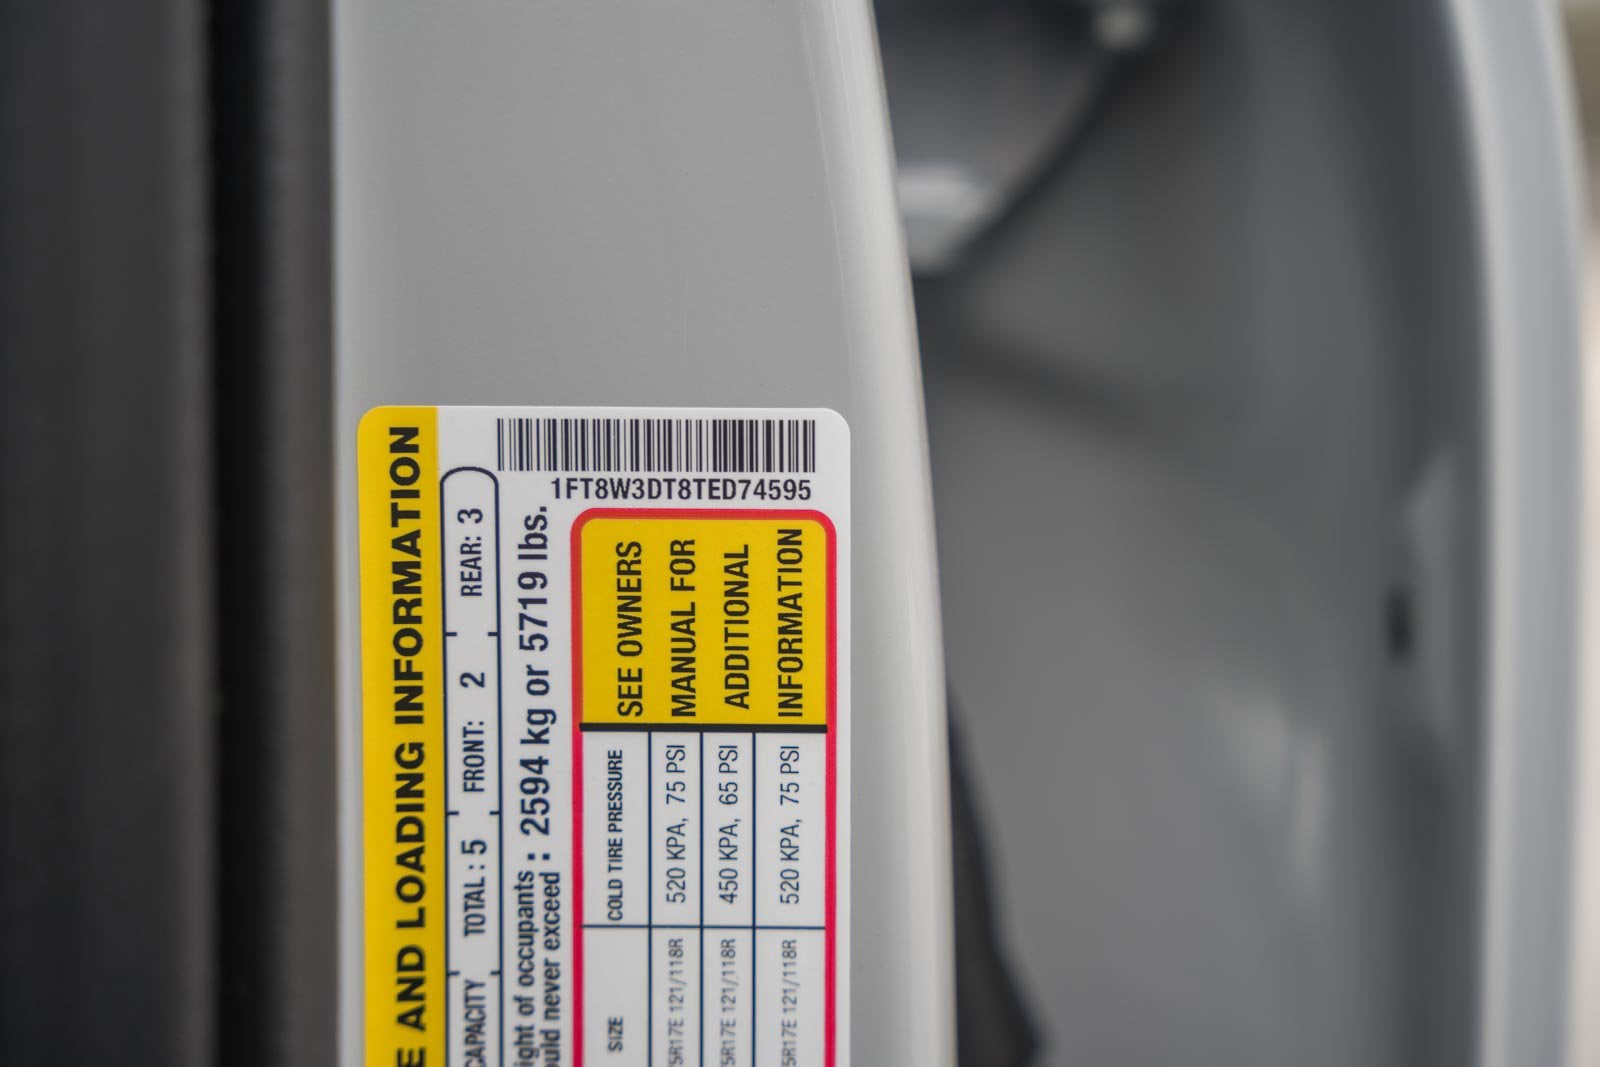 E AND LOADING INFORMATION
CAPACITY TOTAL : 5 FRONT: 2 REAR: 3
ight of occupants :
ould never exceed : 2594 kg or 5719 lbs.
1FT8W3DT8TED74595
SIZE COLD TIRE PRESSURE
5R17E 121/118R 520 KPA, 75 PSI
5R17E 121/118R 450 KPA, 65 PSI
5R17E 121/118R 520 KPA, 75 PSI
SEE OWNERS
MANUAL FOR
ADDITIONAL
INFORMATION